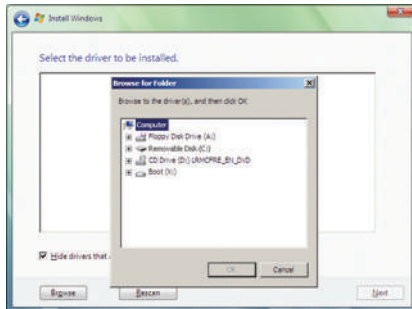 Install Windows
Select the driver to be installed.
Browse for Folder
Browse to the driver(s), and then click OK.
Computer
Floppy Disk Drive (A:)
Removable Disk (C:)
CD Drive (D:) LRMCFRE_EN_DVD
Boot (X:)
OK
Cancel
Hide drivers that
Browse
Rescan
Next